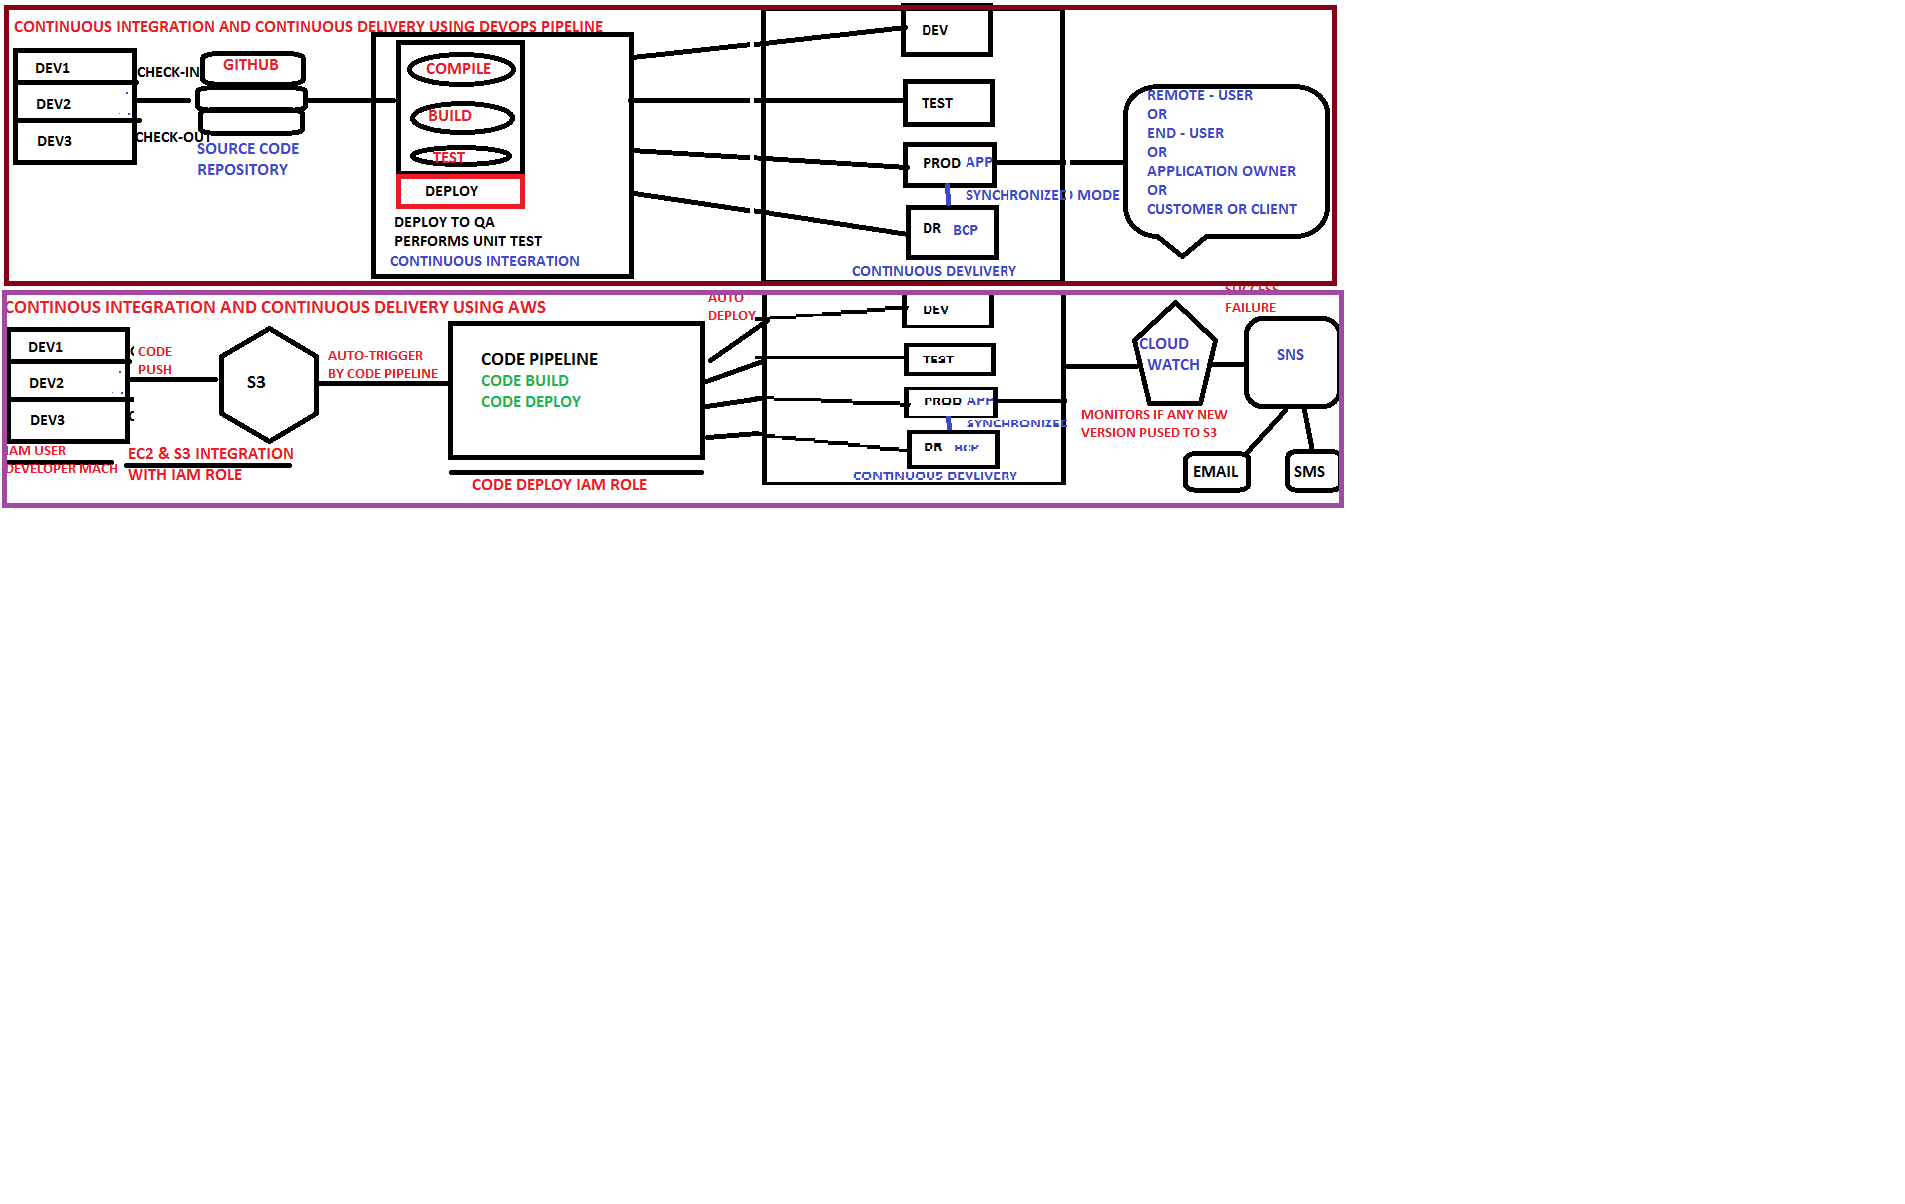 CONTINUOUS INTEGRATION AND CONTINUOUS DELIVERY USING DEVOPS PIPELINE
DEV1
DEV2
DEV3
CHECK-IN
CHECK-OUT
GITHUB
SOURCE CODE
REPOSITORY
COMPILE
BUILD
TEST
DEPLOY
DEPLOY TO QA
PERFORMS UNIT TEST
CONTINUOUS INTEGRATION
DEV
TEST
PROD APP
SYNCHRONIZED MODE
DR BCP
CONTINUOUS DEVLIVERY
REMOTE - USER
OR
END - USER
OR
APPLICATION OWNER
OR
CUSTOMER OR CLIENT
CONTINOUS INTEGRATION AND CONTINUOUS DELIVERY USING AWS
DEV1
DEV2
DEV3
CODE
PUSH
IAM USER
DEVELOPER MACH
S3
EC2 & S3 INTEGRATION
WITH IAM ROLE
AUTO-TRIGGER
BY CODE PIPELINE
CODE PIPELINE
CODE BUILD
CODE DEPLOY
CODE DEPLOY IAM ROLE
AUTO
DEPLOY
DEV
TEST
PROD APP
SYNCHRONIZED
DR BCP
CONTINUOUS DEVLIVERY
CLOUD
WATCH
MONITORS IF ANY NEW
VERSION PUSED TO S3
SUCCESS
FAILURE
SNS
EMAIL
SMS